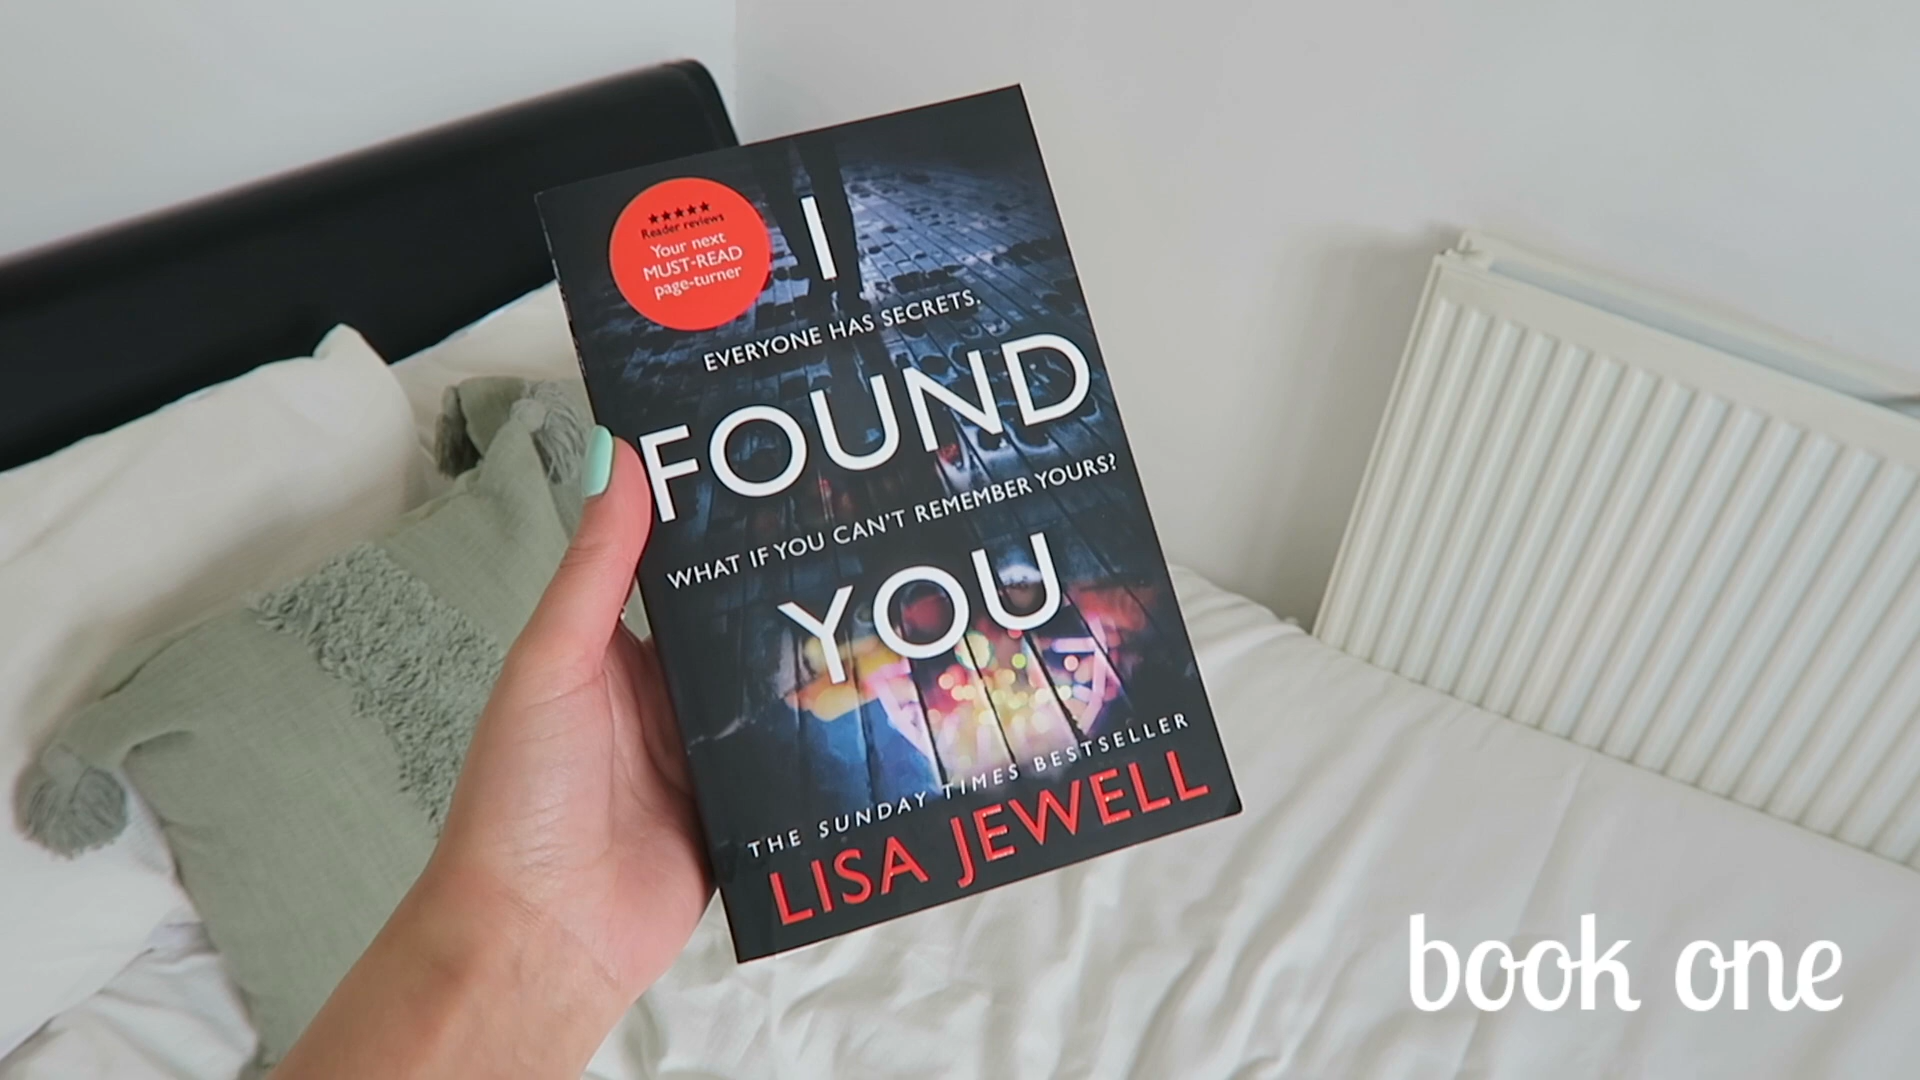 ★★★★★
Reader reviews
Your next
MUST-READ
page-turner
I
EVERYONE HAS SECRETS.
FOUND
WHAT IF YOU CAN'T REMEMBER YOURS?
YOU
THE SUNDAY TIMES BESTSELLER
LISA JEWELL
book one